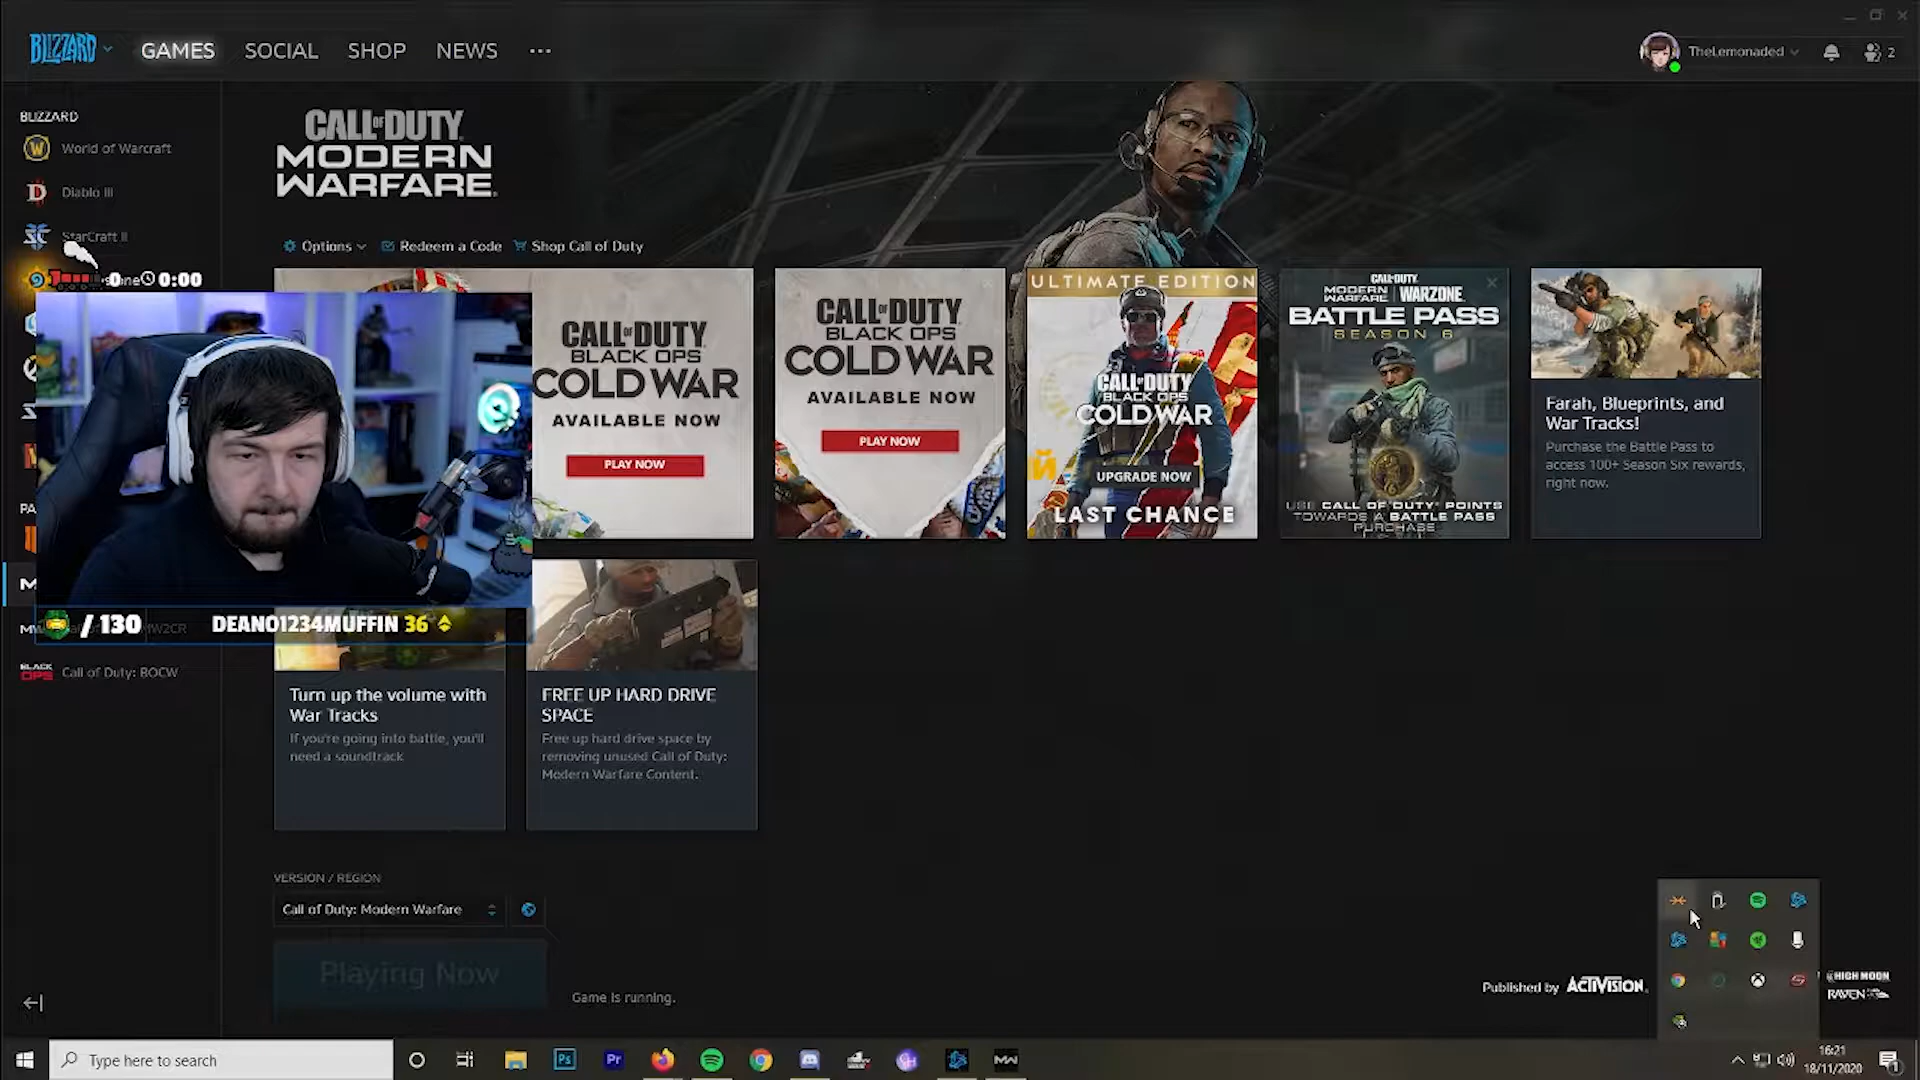 BLIZZARD
GAMES
SOCIAL
SHOP
NEWS
TheLemonaded
2
BLIZZARD
World of Warcraft
Diablo III
StarCraft II
0
0:00
CALL OF DUTY
MODERN
WARFARE
Options
Redeem a Code
Shop Call of Duty
CALL OF DUTY
BLACK OPS
COLD WAR
AVAILABLE NOW
PLAY NOW
CALL OF DUTY
BLACK OPS
COLD WAR
AVAILABLE NOW
PLAY NOW
ULTIMATE EDITION
CALL OF DUTY
BLACK OPS
COLD WAR
UPGRADE NOW
LAST CHANCE
CALL OF DUTY
MODERN WARFARE | WARZONE
BATTLE PASS
SEASON 6
USE CALL OF DUTY POINTS
TOWARDS A BATTLE PASS
PURCHASE
Farah, Blueprints, and
War Tracks!
Purchase the Battle Pass to
access 100+ Season Six rewards,
right now.
/ 130
DEANO1234MUFFIN 36
BLACK
OPS
Call of Duty: BOCW
Turn up the volume with
War Tracks
If you're going into battle, you'll
need a soundtrack
FREE UP HARD DRIVE
SPACE
Free up hard drive space by
removing unused Call of Duty:
Modern Warfare Content.
VERSION / REGION
Call of Duty: Modern Warfare
Playing Now
Game is running.
Published by ACTIVISION
HIGH MOON
RAVEN
Type here to search
Ps
Pr
MW
16:21
18/11/2020
1